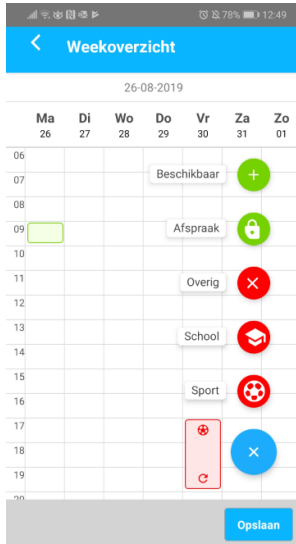 78% 12:49
Weekoverzicht
26-08-2019
Ma Di Wo Do Vr Za Zo
26 27 28 29 30 31 01
06
07 Beschikbaar
08
09 Afspraak
10
11 Overig
12
13 School
14
15 Sport
16
17
18
19
20
Opslaan